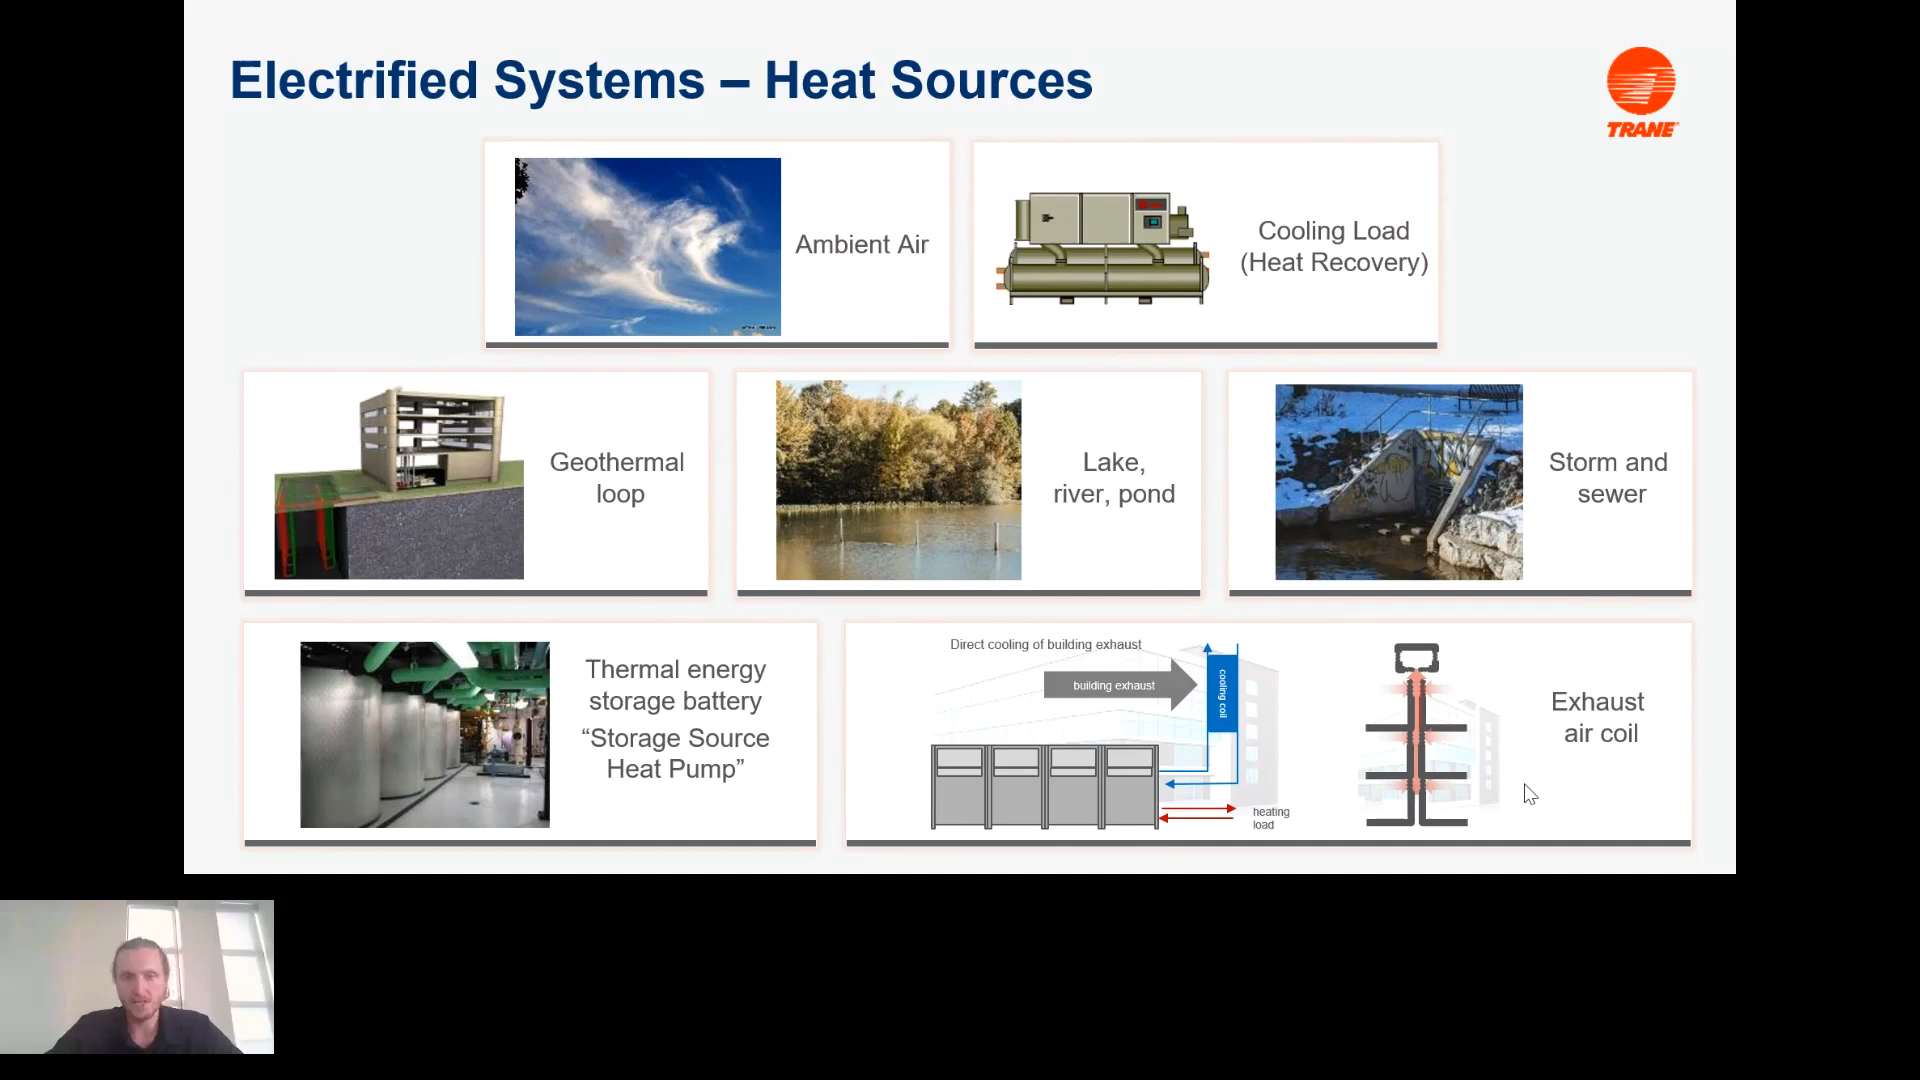 Electrified Systems – Heat Sources
TRANE
Ambient Air
Cooling Load
(Heat Recovery)
Geothermal
loop
Lake,
river, pond
Storm and
sewer
Thermal energy
storage battery
“Storage Source
Heat Pump”
Direct cooling of building exhaust
building exhaust
cooling coil
heating
load
Exhaust
air coil